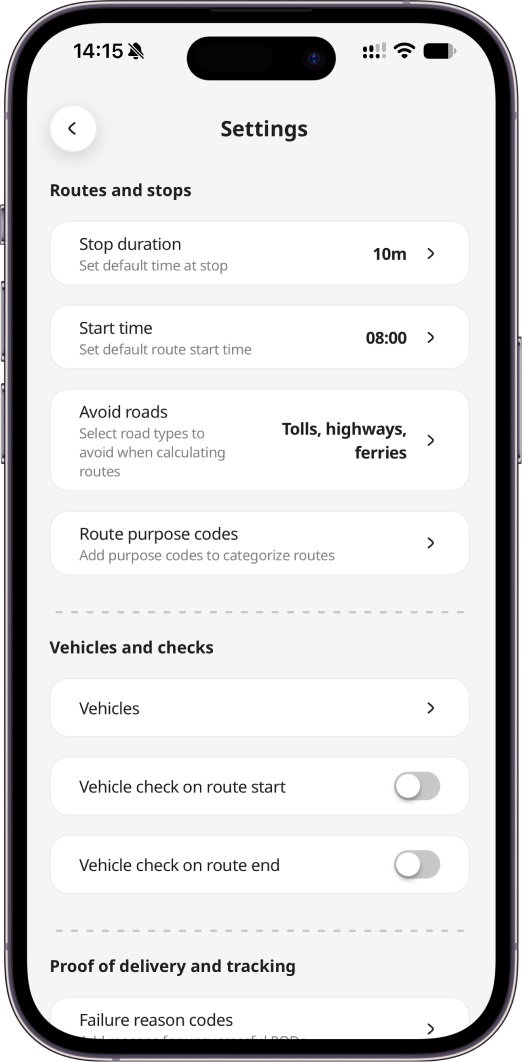 14:15
Settings
Routes and stops
Stop duration
Set default time at stop
10m
Start time
Set default route start time
08:00
Avoid roads
Select road types to
avoid when calculating
routes
Tolls, highways,
ferries
Route purpose codes
Add purpose codes to categorize routes
Vehicles and checks
Vehicles
Vehicle check on route start
Vehicle check on route end
Proof of delivery and tracking
Failure reason codes